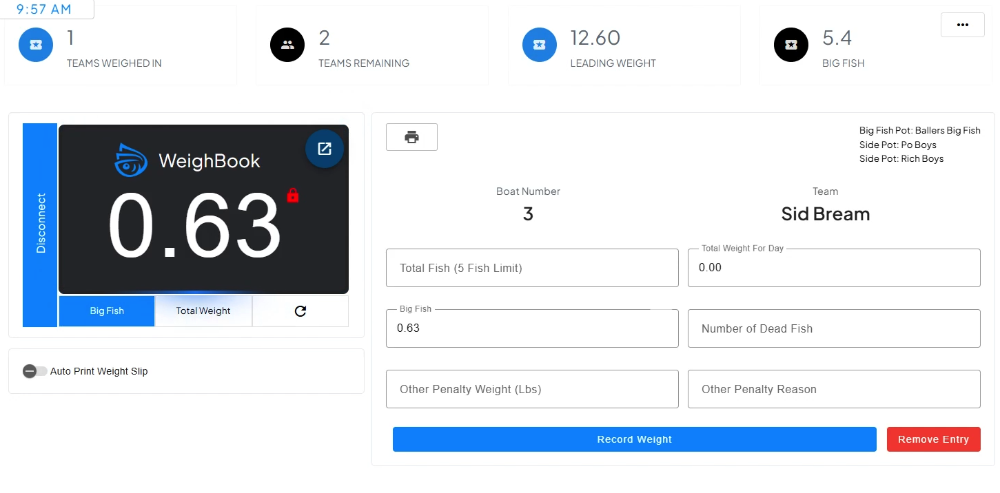 9:57 AM
1
TEAMS WEIGHED IN
2
TEAMS REMAINING
12.60
LEADING WEIGHT
5.4
BIG FISH
Disconnect
WeighBook
0.63
Big Fish
Total Weight
Auto Print Weight Slip
Big Fish Pot: Ballers Big Fish
Side Pot: Po Boys
Side Pot: Rich Boys
Boat Number
3
Team
Sid Bream
Total Fish (5 Fish Limit)
Total Weight For Day
0.00
Big Fish
0.63
Number of Dead Fish
Other Penalty Weight (Lbs)
Other Penalty Reason
Record Weight
Remove Entry